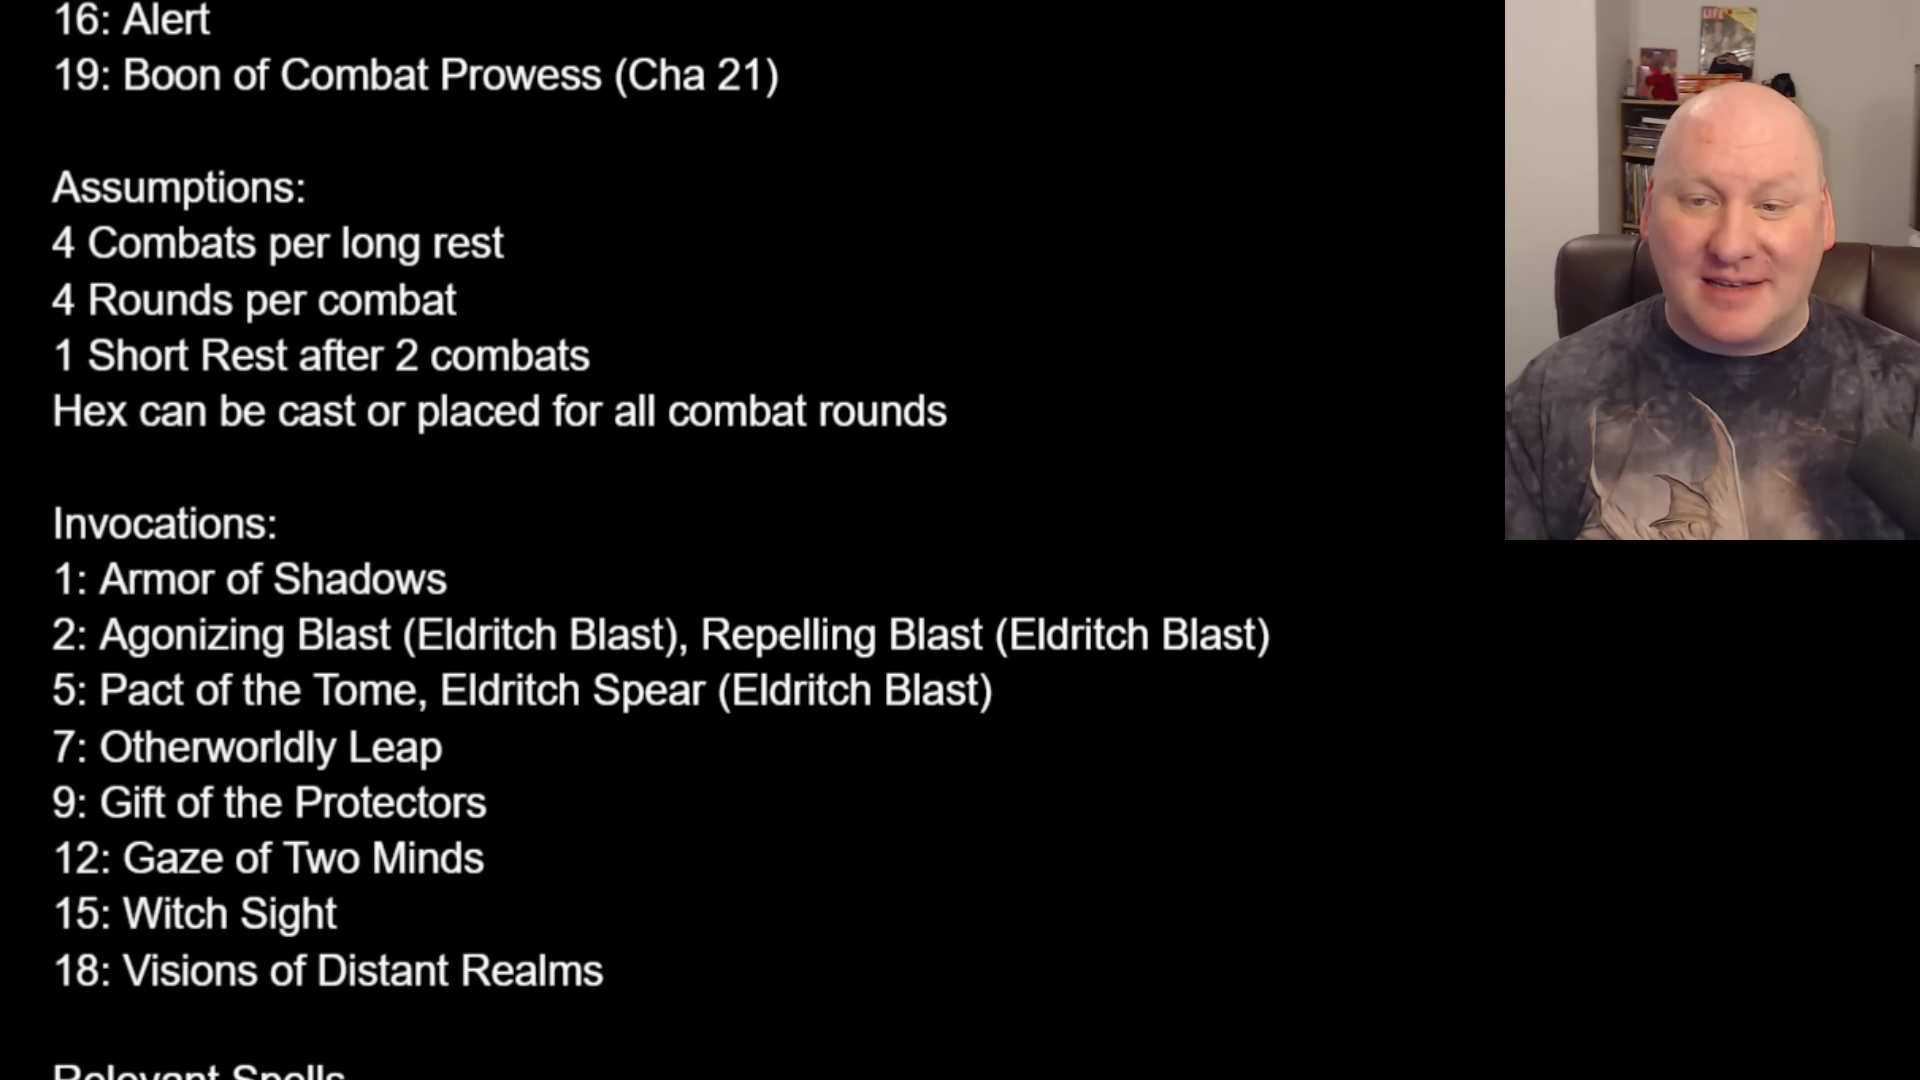 16: Alert
19: Boon of Combat Prowess (Cha 21)
Assumptions:
4 Combats per long rest
4 Rounds per combat
1 Short Rest after 2 combats
Hex can be cast or placed for all combat rounds
Invocations:
1: Armor of Shadows
2: Agonizing Blast (Eldritch Blast), Repelling Blast (Eldritch Blast)
5: Pact of the Tome, Eldritch Spear (Eldritch Blast)
7: Otherworldly Leap
9: Gift of the Protectors
12: Gaze of Two Minds
15: Witch Sight
18: Visions of Distant Realms
Relevant Spells
LIFE